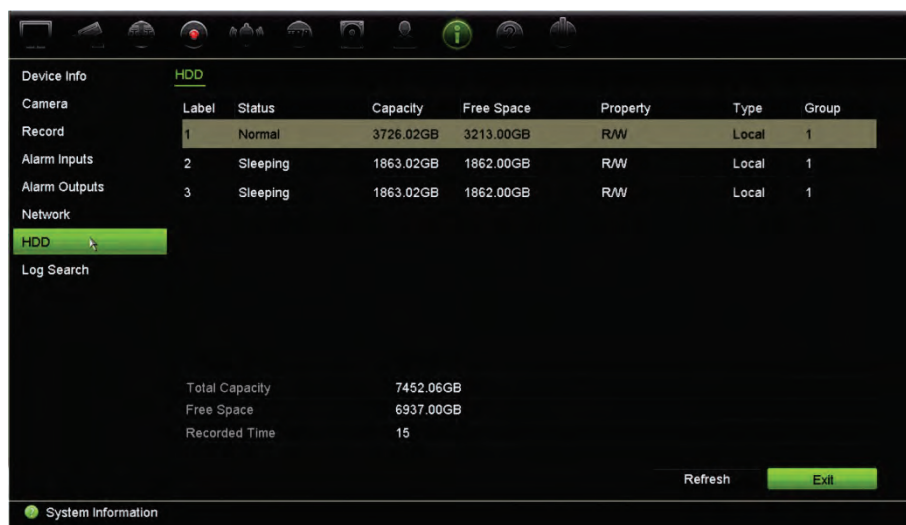 Device Info
Camera
Record
Alarm Inputs
Alarm Outputs
Network
HDD
Log Search
HDD
Label Status Capacity Free Space Property Type Group
1 Normal 3726.02GB 3213.00GB R/W Local 1
2 Sleeping 1863.02GB 1862.00GB R/W Local 1
3 Sleeping 1863.02GB 1862.00GB R/W Local 1
Total Capacity 7452.06GB
Free Space 6937.00GB
Recorded Time 15
Refresh Exit
System Information